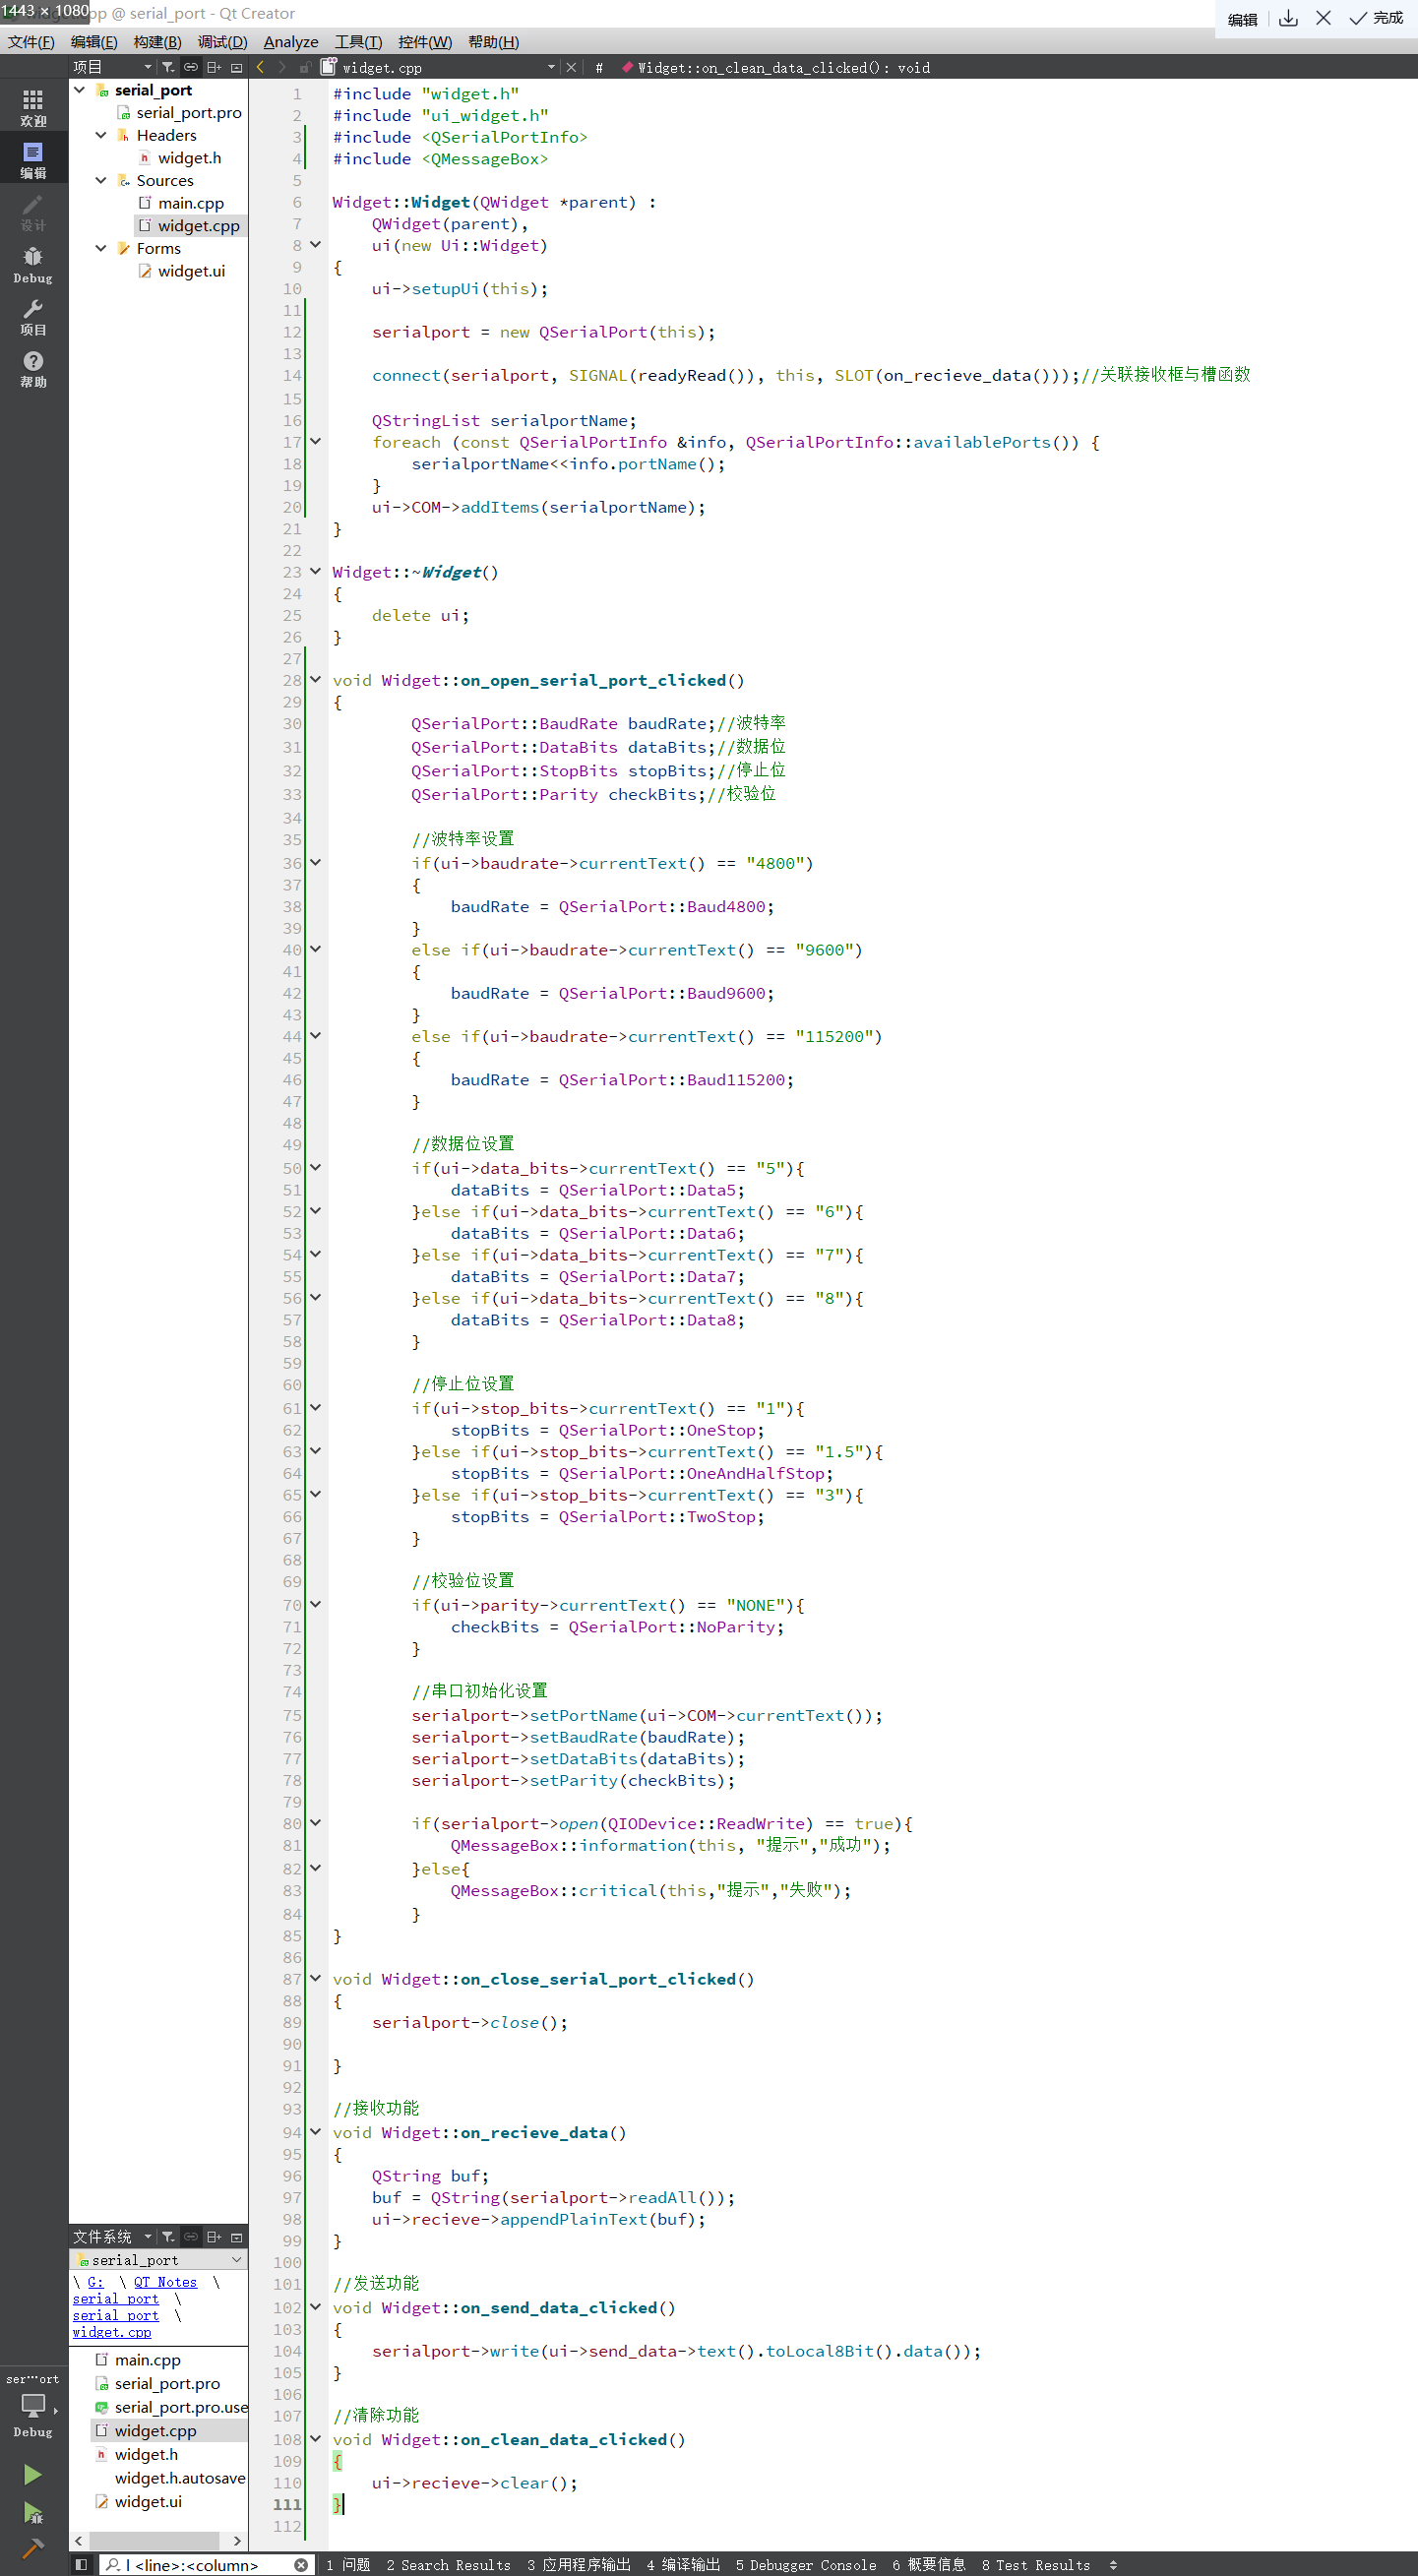 1443 × 1080
pp @ serial_port - Qt Creator
编辑 完成
文件(F) 编辑(E) 构建(B) 调试(D) Analyze 工具(T) 控件(W) 帮助(H)
项目
widget.cpp # Widget::on_clean_data_clicked(): void
欢迎
编辑
设计
Debug
项目
帮助
serial_port
serial_port.pro
Headers
widget.h
Sources
main.cpp
widget.cpp
Forms
widget.ui
1 #include "widget.h"
2 #include "ui_widget.h"
3 #include <QSerialPortInfo>
4 #include <QMessageBox>
5
6 Widget::Widget(QWidget *parent) :
7     QWidget(parent),
8     ui(new Ui::Widget)
9 {
10     ui->setupUi(this);
11
12     serialport = new QSerialPort(this);
13
14     connect(serialport, SIGNAL(readyRead()), this, SLOT(on_recieve_data()));//关联接收框与槽函数
15
16     QStringList serialportName;
17     foreach (const QSerialPortInfo &info, QSerialPortInfo::availablePorts()) {
18         serialportName<<info.portName();
19     }
20     ui->COM->addItems(serialportName);
21 }
22
23 Widget::~Widget()
24 {
25     delete ui;
26 }
27
28 void Widget::on_open_serial_port_clicked()
29 {
30         QSerialPort::BaudRate baudRate;//波特率
31         QSerialPort::DataBits dataBits;//数据位
32         QSerialPort::StopBits stopBits;//停止位
33         QSerialPort::Parity checkBits;//校验位
34
35         //波特率设置
36         if(ui->baudrate->currentText() == "4800")
37         {
38             baudRate = QSerialPort::Baud4800;
39         }
40         else if(ui->baudrate->currentText() == "9600")
41         {
42             baudRate = QSerialPort::Baud9600;
43         }
44         else if(ui->baudrate->currentText() == "115200")
45         {
46             baudRate = QSerialPort::Baud115200;
47         }
48
49         //数据位设置
50         if(ui->data_bits->currentText() == "5"){
51             dataBits = QSerialPort::Data5;
52         }else if(ui->data_bits->currentText() == "6"){
53             dataBits = QSerialPort::Data6;
54         }else if(ui->data_bits->currentText() == "7"){
55             dataBits = QSerialPort::Data7;
56         }else if(ui->data_bits->currentText() == "8"){
57             dataBits = QSerialPort::Data8;
58         }
59
60         //停止位设置
61         if(ui->stop_bits->currentText() == "1"){
62             stopBits = QSerialPort::OneStop;
63         }else if(ui->stop_bits->currentText() == "1.5"){
64             stopBits = QSerialPort::OneAndHalfStop;
65         }else if(ui->stop_bits->currentText() == "3"){
66             stopBits = QSerialPort::TwoStop;
67         }
68
69         //校验位设置
70         if(ui->parity->currentText() == "NONE"){
71             checkBits = QSerialPort::NoParity;
72         }
73
74         //串口初始化设置
75         serialport->setPortName(ui->COM->currentText());
76         serialport->setBaudRate(baudRate);
77         serialport->setDataBits(dataBits);
78         serialport->setParity(checkBits);
79
80         if(serialport->open(QIODevice::ReadWrite) == true){
81             QMessageBox::information(this, "提示","成功");
82         }else{
83             QMessageBox::critical(this,"提示","失败");
84         }
85 }
86
87 void Widget::on_close_serial_port_clicked()
88 {
89     serialport->close();
90
91 }
92
93 //接收功能
94 void Widget::on_recieve_data()
95 {
96     QString buf;
97     buf = QString(serialport->readAll());
98     ui->recieve->appendPlainText(buf);
99 }
100
101 //发送功能
102 void Widget::on_send_data_clicked()
103 {
104     serialport->write(ui->send_data->text().toLocal8Bit().data());
105 }
106
107 //清除功能
108 void Widget::on_clean_data_clicked()
109 {
110     ui->recieve->clear();
111 }
112
文件系统
serial_port
\ G: \ QT Notes \
serial port \
serial port \
widget.cpp
main.cpp
serial_port.pro
serial_port.pro.use
widget.cpp
widget.h
widget.h.autosave
widget.ui
ser···ort
Debug
l <line>:<column>
1 问题 2 Search Results 3 应用程序输出 4 编译输出 5 Debugger Console 6 概要信息 8 Test Results